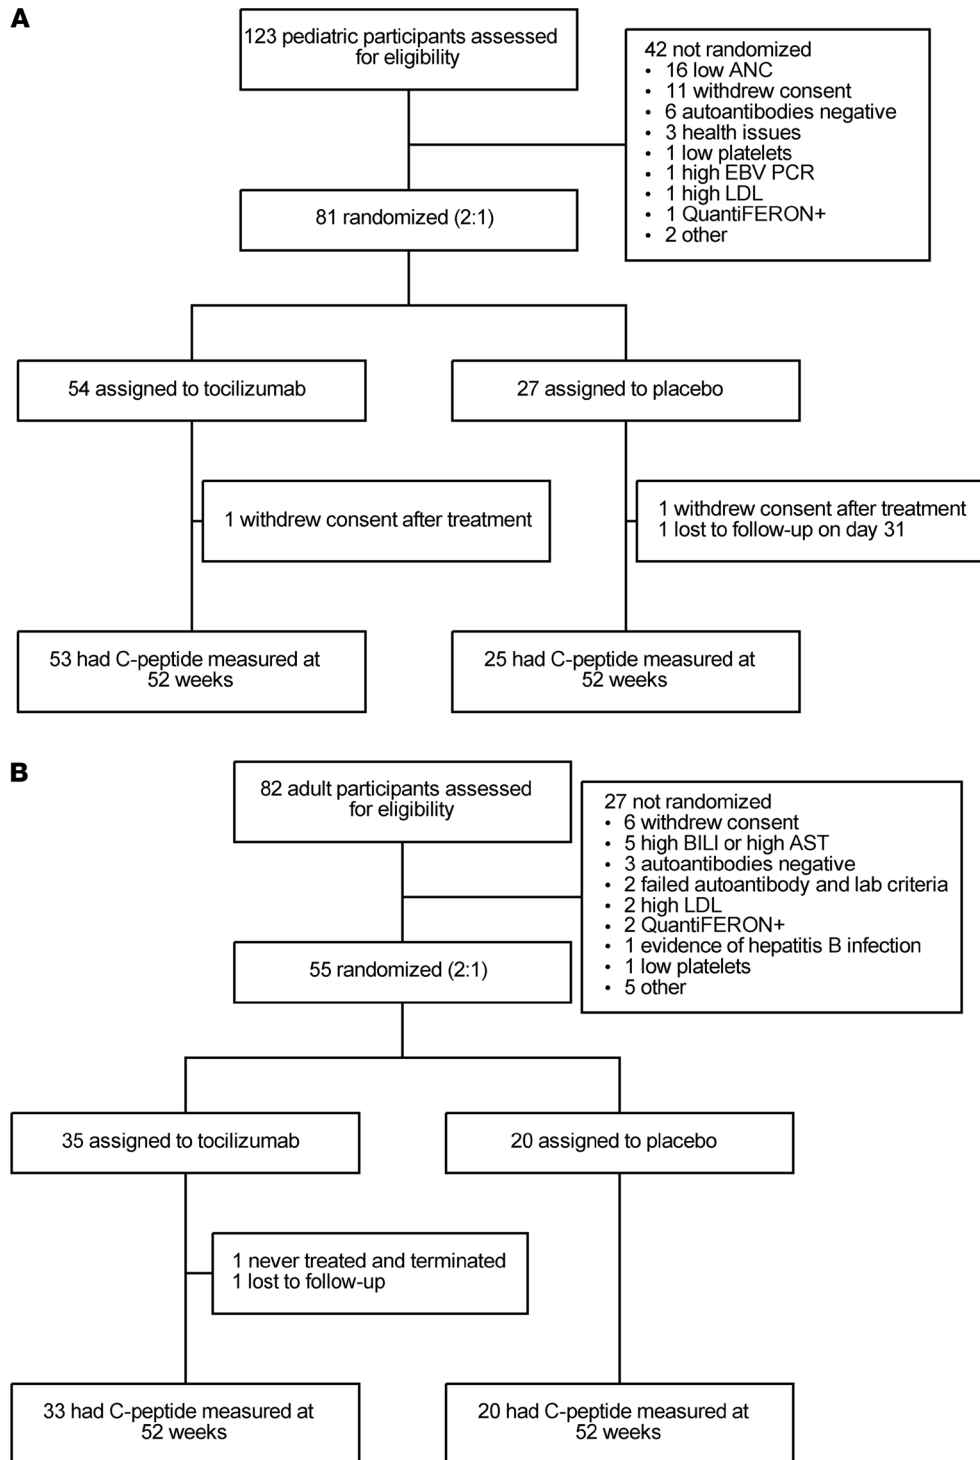 A
123 pediatric participants assessed
for eligibility
42 not randomized
• 16 low ANC
• 11 withdrew consent
• 6 autoantibodies negative
• 3 health issues
• 1 low platelets
• 1 high EBV PCR
• 1 high LDL
• 1 QuantiFERON+
• 2 other
81 randomized (2:1)
54 assigned to tocilizumab
27 assigned to placebo
1 withdrew consent after treatment
1 withdrew consent after treatment
1 lost to follow-up on day 31
53 had C-peptide measured at
52 weeks
25 had C-peptide measured at
52 weeks
B
82 adult participants assessed
for eligibility
27 not randomized
• 6 withdrew consent
• 5 high BILI or high AST
• 3 autoantibodies negative
• 2 failed autoantibody and lab criteria
• 2 high LDL
• 2 QuantiFERON+
• 1 evidence of hepatitis B infection
• 1 low platelets
• 5 other
55 randomized (2:1)
35 assigned to tocilizumab
20 assigned to placebo
1 never treated and terminated
1 lost to follow-up
33 had C-peptide measured at
52 weeks
20 had C-peptide measured at
52 weeks